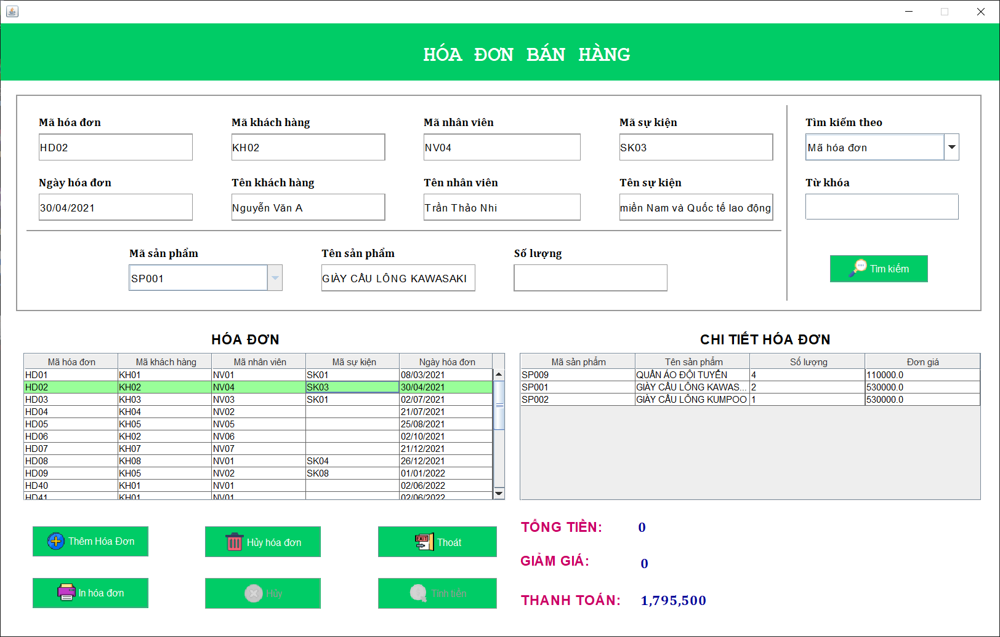 HÓA ĐƠN BÁN HÀNG
Mã hóa đơn Mã khách hàng Mã nhân viên Mã sự kiện Tìm kiếm theo
HD02 KH02 NV04 SK03 Mã hóa đơn
Ngày hóa đơn Tên khách hàng Tên nhân viên Tên sự kiện Từ khóa
30/04/2021 Nguyễn Văn A Trần Thảo Nhi miền Nam và Quốc tế lao động
Mã sản phẩm Tên sản phẩm Số lượng
SP001 GIÀY CẦU LÔNG KAWASAKI Tìm kiếm
HÓA ĐƠN
Mã hóa đơn Mã khách hàng Mã nhân viên Mã sự kiện Ngày hóa đơn
HD01 KH01 NV01 SK01 08/03/2021
HD02 KH02 NV04 SK03 30/04/2021
HD03 KH03 NV03 SK01 02/07/2021
HD04 KH04 NV02 21/07/2021
HD05 KH05 NV05 25/08/2021
HD06 KH02 NV06 02/10/2021
HD07 KH07 NV07 21/12/2021
HD08 KH08 NV01 SK04 26/12/2021
HD09 KH05 NV02 SK08 01/01/2022
HD40 KH01 NV01 02/06/2022
HD41 KH01 NV01 02/06/2022
CHI TIẾT HÓA ĐƠN
Mã sản phẩm Tên sản phẩm Số lượng Đơn giá
SP009 QUẦN ÁO ĐỘI TUYỂN 4 110000.0
SP001 GIÀY CẦU LÔNG KAWAS... 2 530000.0
SP002 GIÀY CẦU LÔNG KUMPOO 1 530000.0
Thêm Hóa Đơn Hủy hóa đơn EXIT Thoát
In hóa đơn Hủy Tính tiền
TỔNG TIỀN: 0
GIẢM GIÁ: 0
THANH TOÁN: 1,795,500